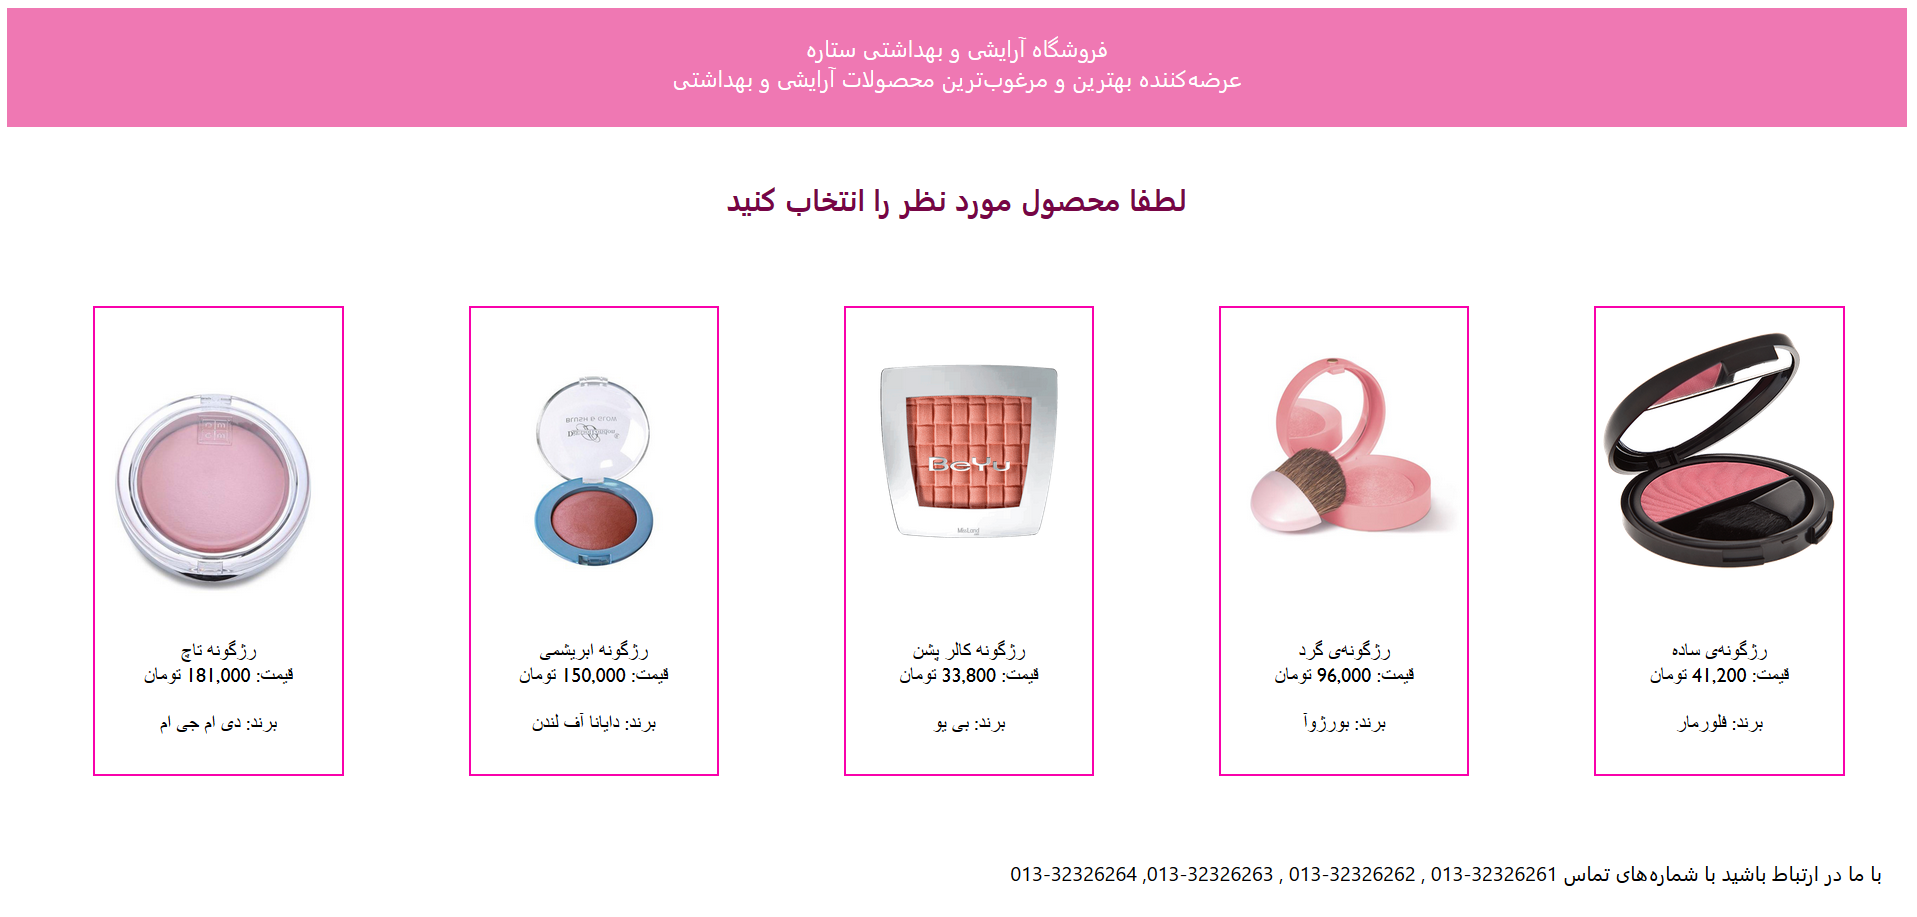 فروشگاه آرایشی و بهداشتی ستاره
عرضه‌کننده بهترین و مرغوب‌ترین محصولات آرایشی و بهداشتی
لطفا محصول مورد نظر را انتخاب کنید
رژگونه‌ی ساده
قیمت: 41,200 تومان
برند: فلورمار
رژگونه‌ی گرد
قیمت: 96,000 تومان
برند: بورژوآ
BeYu
رژگونه کالر پشن
قیمت: 33,800 تومان
برند: بی یو
BLUSH & GLOW
رژگونه ابریشمی
قیمت: 150,000 تومان
برند: دایانا آف لندن
رژگونه تاچ
قیمت: 181,000 تومان
برند: دی ام جی ام
با ما در ارتباط باشید با شماره‌های تماس 32326261-013 , 32326262-013 , 32326263-013, 32326264-013